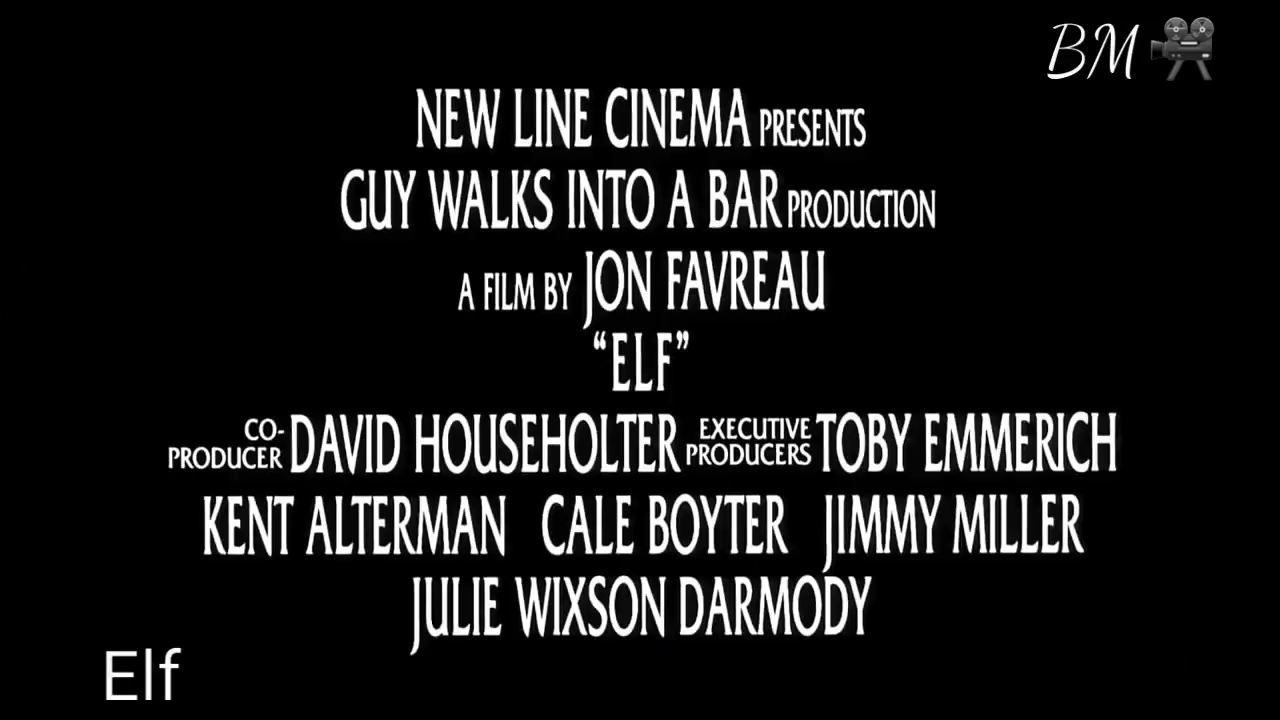 BM
NEW LINE CINEMA PRESENTS
GUY WALKS INTO A BAR PRODUCTION
A FILM BY JON FAVREAU
“ELF”
CO-PRODUCER DAVID HOUSEHOLTER EXECUTIVE PRODUCERS TOBY EMMERICH
KENT ALTERMAN CALE BOYTER JIMMY MILLER
JULIE WIXSON DARMODY
Elf